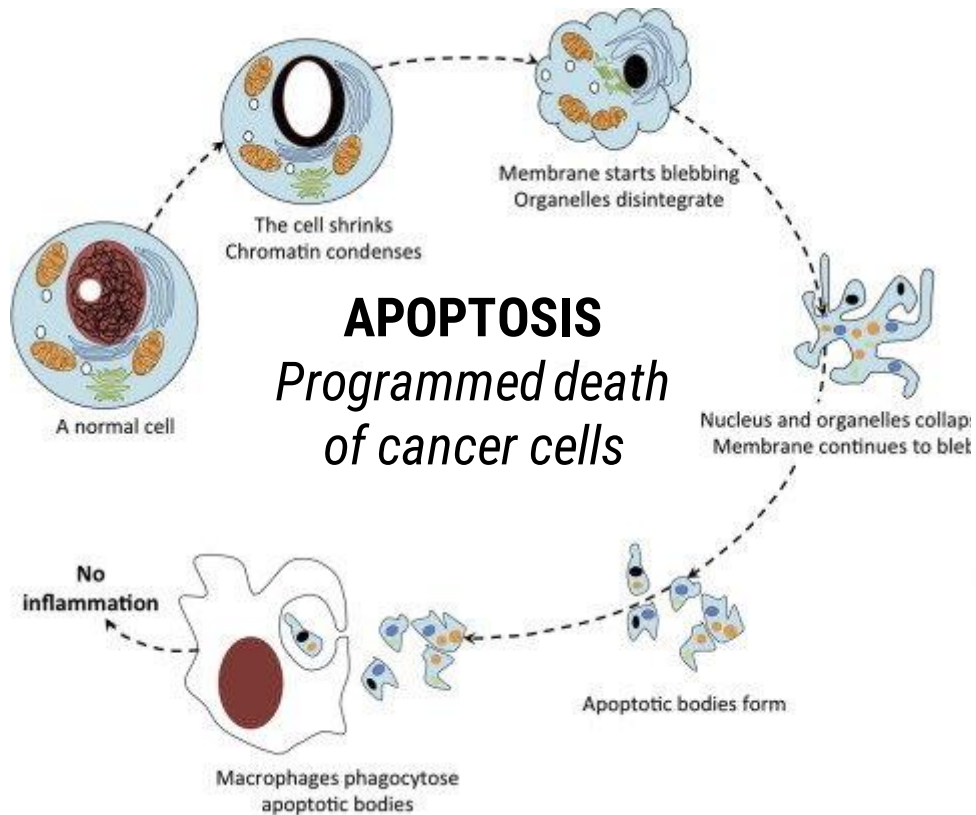 Membrane starts blebbing
Organelles disintegrate
The cell shrinks
Chromatin condenses
APOPTOSIS
Programmed death
of cancer cells
A normal cell
Nucleus and organelles collaps
Membrane continues to bleb
No
inflammation
Apoptotic bodies form
Macrophages phagocytose
apoptotic bodies